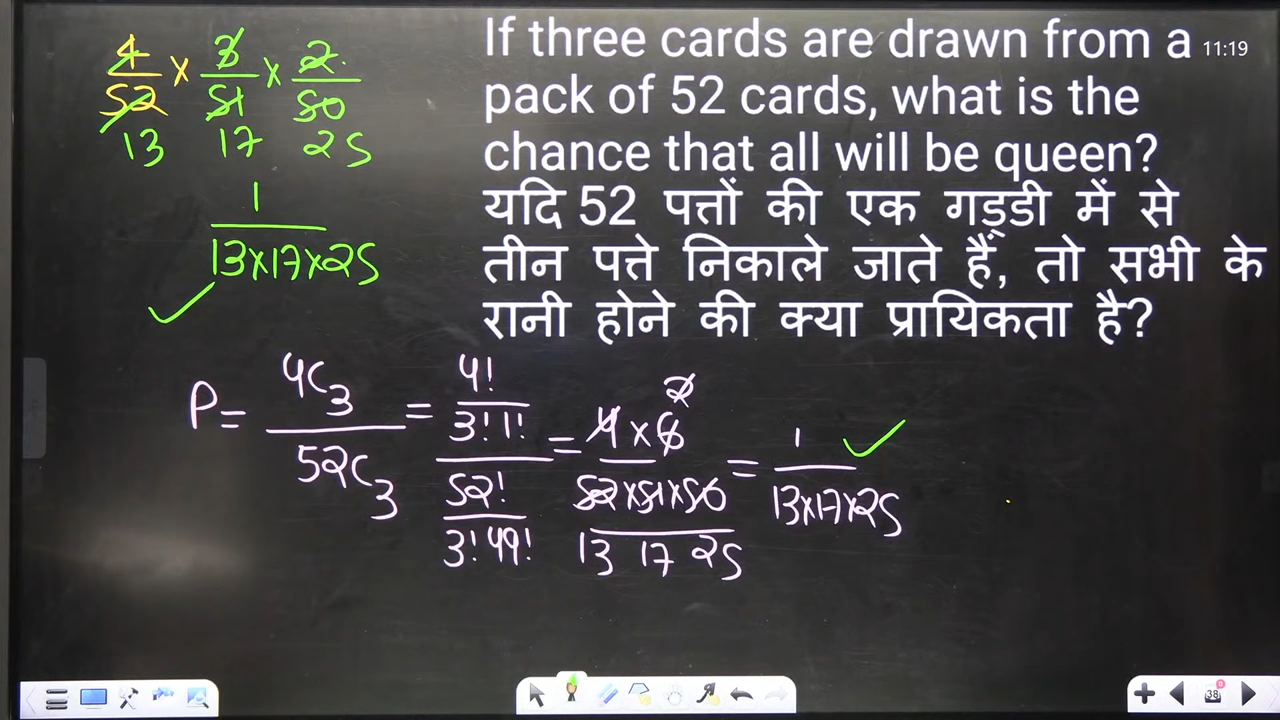 4/52 × 3/51 × 2/50
13 17 25
1/13×17×25
If three cards are drawn from a
11:19
pack of 52 cards, what is the
chance that all will be queen?
यदि 52 पत्तों की एक गड्डी में से
तीन पत्ते निकाले जाते हैं, तो सभी के
रानी होने की क्या प्रायिकता है?
P= 4C3/52C3 = 4!/3!1! / 52!/3!49! = 4×6/52×51×50 = 1/13×17×25
2
13 17 25
38